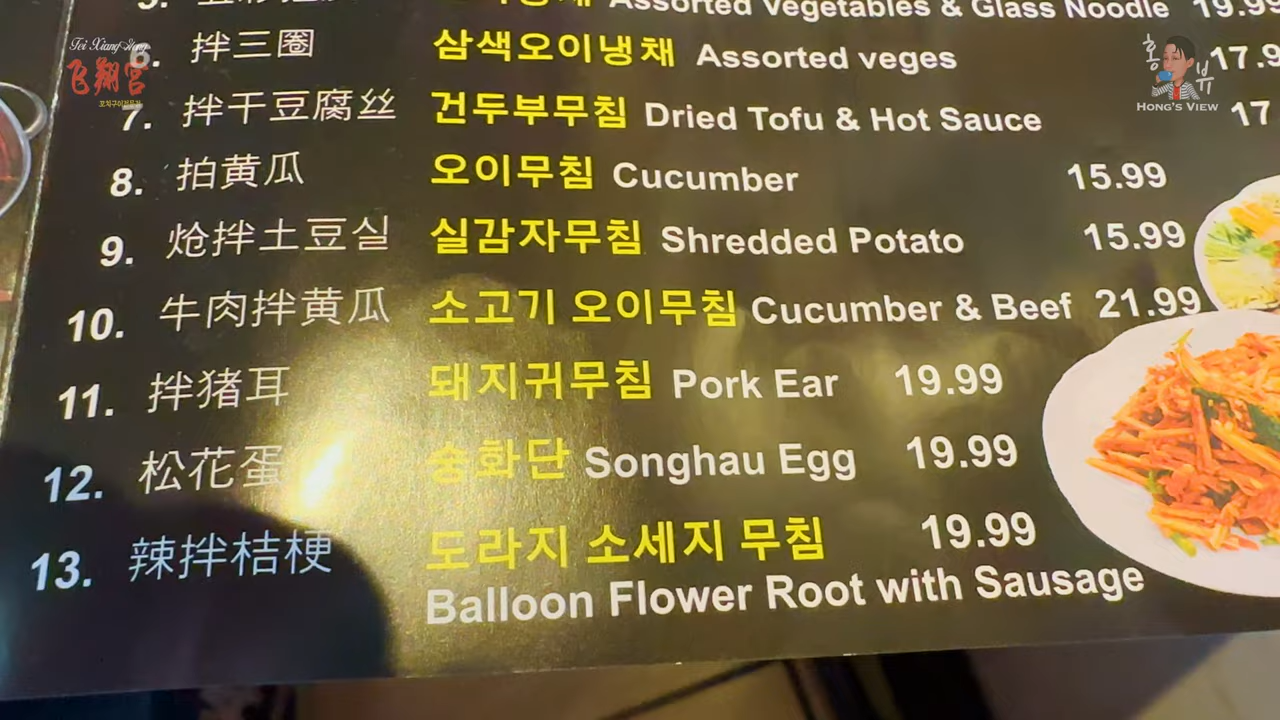 Assorted Vegetables & Glass Noodle 19.99
6. 拌三圈 삼색오이냉채 Assorted veges 17.9
7. 拌干豆腐丝 건두부무침 Dried Tofu & Hot Sauce 17
8. 拍黄瓜 오이무침 Cucumber 15.99
9. 炝拌土豆실 실감자무침 Shredded Potato 15.99
10. 牛肉拌黄瓜 소고기 오이무침 Cucumber & Beef 21.99
11. 拌猪耳 돼지귀무침 Pork Ear 19.99
12. 松花蛋 숭화단 Songhau Egg 19.99
13. 辣拌桔梗 도라지 소세지 무침 19.99
Balloon Flower Root with Sausage
飞翔宫
홍뷰
HONG'S VIEW